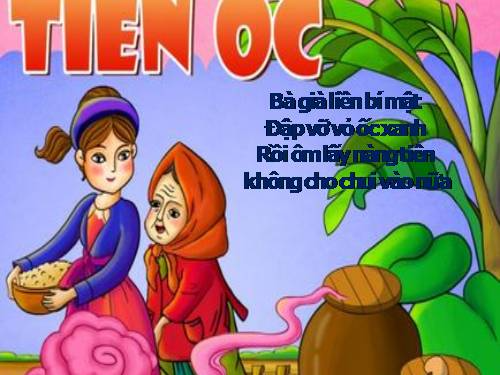 TIÊN ỐC
Bà già liền bí mật
Đập vỡ vỏ ốc xanh
Rồi ôm lấy nàng tiên
không cho chui vào nữa